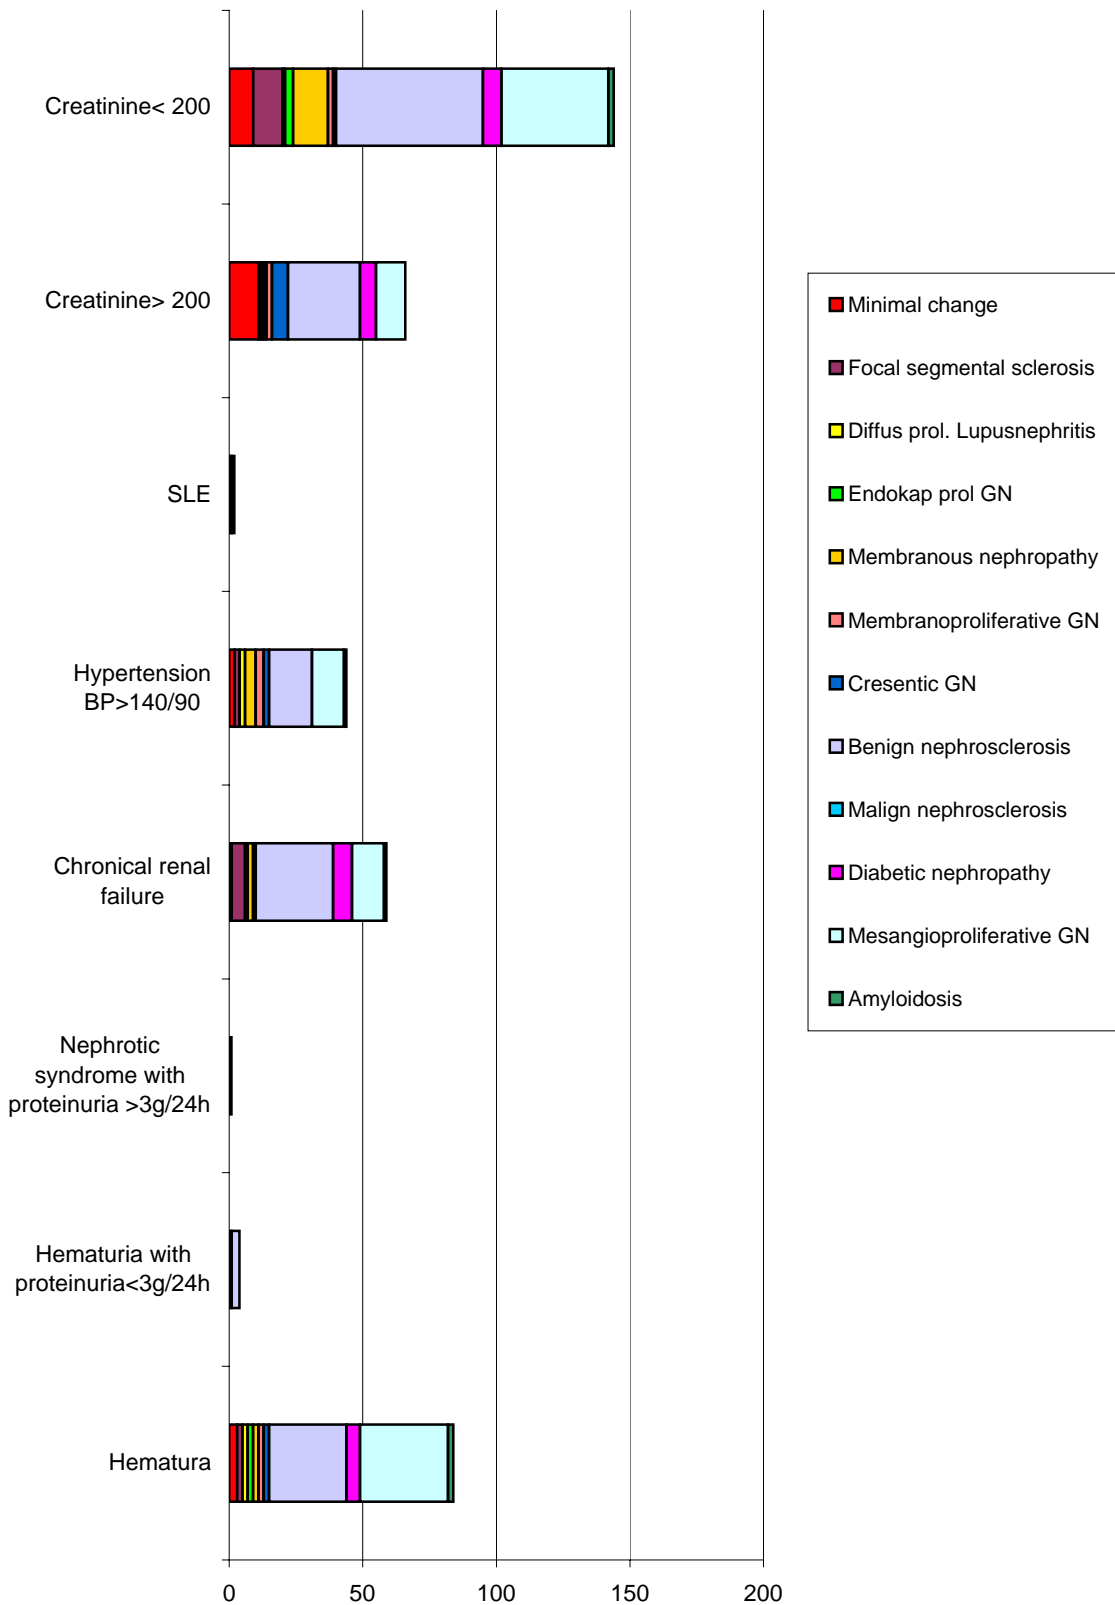 Creatinine< 200
Creatinine> 200
SLE
Hypertension
BP>140/90
Chronical renal
failure
Nephrotic
syndrome with
proteinuria >3g/24h
Hematuria with
proteinuria<3g/24h
Hematura
0
50
100
150
200
Minimal change
Focal segmental sclerosis
Diffus prol. Lupusnephritis
Endokap prol GN
Membranous nephropathy
Membranoproliferative GN
Cresentic GN
Benign nephrosclerosis
Malign nephrosclerosis
Diabetic nephropathy
Mesangioproliferative GN
Amyloidosis